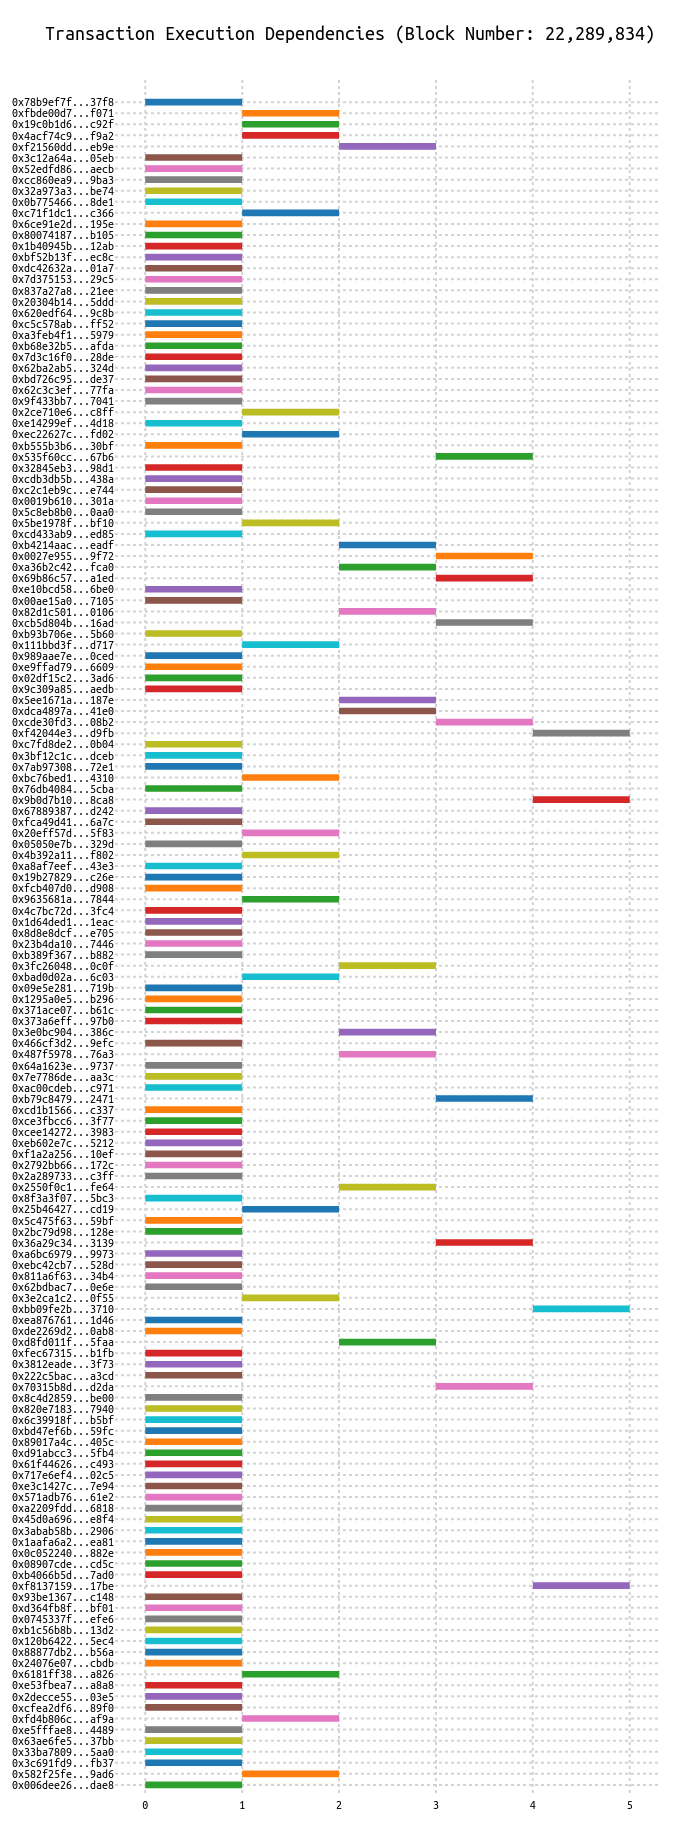 Transaction Execution Dependencies (Block Number: 22,289,834)
0x78b9ef7f...37f8
0xfbde00d7...f071
0x19c0b1d6...c92f
0x4acf74c9...f9a2
0xf21560dd...eb9e
0x3c12a64a...05eb
0x52edfd86...aecb
0xcc860ea9...9ba3
0x32a973a3...be74
0x0b775466...8de1
0xc71f1dc1...c366
0x6ce91e2d...195e
0x80074187...b105
0x1b40945b...12ab
0xbf52b13f...ec8c
0xdc42632a...01a7
0x7d375153...29c5
0x837a27a8...21ee
0x20304b14...5ddd
0x620edf64...9c8b
0xc5c578ab...ff52
0xa3feb4f1...5979
0xb68e32b5...afda
0x7d3c16f0...28de
0x62ba2ab5...324d
0xbd726c95...de37
0x62c3c3ef...77fa
0x9f433bb7...7041
0x2ce710e6...c8ff
0xe14299ef...4d18
0xec22627c...fd02
0xb555b3b6...30bf
0x535f60cc...67b6
0x32845eb3...98d1
0xcdb3db5b...438a
0xc2c1eb9c...e744
0x0019b610...301a
0x5c8eb8b0...0aa0
0x5be1978f...bf10
0xcd433ab9...ed85
0xb4214aac...eadf
0x0027e955...9f72
0xa36b2c42...fca0
0x69b86c57...a1ed
0xe10bcd58...6be0
0x00ae15a0...7105
0x82d1c501...0106
0xcb5d804b...16ad
0xb93b706e...5b60
0x111bbd3f...d717
0x989aae7e...0ced
0xe9ffad79...6609
0x02df15c2...3ad6
0x9c309a85...aedb
0x5ee1671a...187e
0xdca4897a...41e0
0xcde30fd3...08b2
0xf42044e3...d9fb
0xc7fd8de2...0b04
0x3bf12c1c...dceb
0x7ab97308...72e1
0xbc76bed1...4310
0x76db4084...5cba
0x9b0d7b10...8ca8
0x67889387...d242
0xfca49d41...6a7c
0x20eff57d...5f83
0x05050e7b...329d
0x4b392a11...f802
0xa8af7eef...43e3
0x19b27829...c26e
0xfcb407d0...d908
0x9635681a...7844
0x4c7bc72d...3fc4
0x1d64ded1...1eac
0x8d8e8dcf...e705
0x23b4da10...7446
0xb389f367...b882
0x3fc26048...0c0f
0xbad0d02a...6c03
0x09e5e281...719b
0x1295a0e5...b296
0x371ace07...b61c
0x373a6eff...97b0
0x3e0bc904...386c
0x466cf3d2...9efc
0x487f5978...76a3
0x64a1623e...9737
0x7e7786de...aa3c
0xac00cdeb...c971
0xb79c8479...2471
0xcd1b1566...c337
0xce3fbcc6...3f77
0xcee14272...3983
0xeb602e7c...5212
0xf1a2a256...10ef
0x2792bb66...172c
0x2a289733...c3ff
0x2550f0c1...fe64
0x8f3a3f07...5bc3
0x25b46427...cd19
0x5c475f63...59bf
0x2bc79d98...128e
0x36a29c34...3139
0xa6bc6979...9973
0xebc42cb7...528d
0x811a6f63...34b4
0x62bdbac7...0e6e
0x3e2ca1c2...0f55
0xbb09fe2b...3710
0xea876761...1d46
0xde2269d2...0ab8
0xd8fd011f...5faa
0xfec67315...b1fb
0x3812eade...3f73
0x222c5bac...a3cd
0x70315b8d...d2da
0x8c4d2859...be00
0x820e7183...7940
0x6c39918f...b5bf
0xbd47ef6b...59fc
0x89017a4c...405c
0xd91abcc3...5fb4
0x61f44626...c493
0x717e6ef4...02c5
0xe3c1427c...7e94
0x571adb76...61e2
0xa2209fdd...6818
0x45d0a696...e8f4
0x3abab58b...2906
0x1aafa6a2...ea81
0x0c052240...882e
0x08907cde...cd5c
0xb4066b5d...7ad0
0xf8137159...17be
0x93be1367...c148
0xd364fb8f...bf01
0x0745337f...efe6
0xb1c56b8b...13d2
0x120b6422...5ec4
0x88877db2...b56a
0x24076e07...cbdb
0x6181ff38...a826
0xe53fbea7...a8a8
0x2decce55...03e5
0xcfea2df6...89f0
0xfd4b806c...af9a
0xe5fffae8...4489
0x63ae6fe5...37bb
0x33ba7809...5aa0
0x3c691fd9...fb37
0x582f25fe...9ad6
0x006dee26...dae8
0 1 2 3 4 5